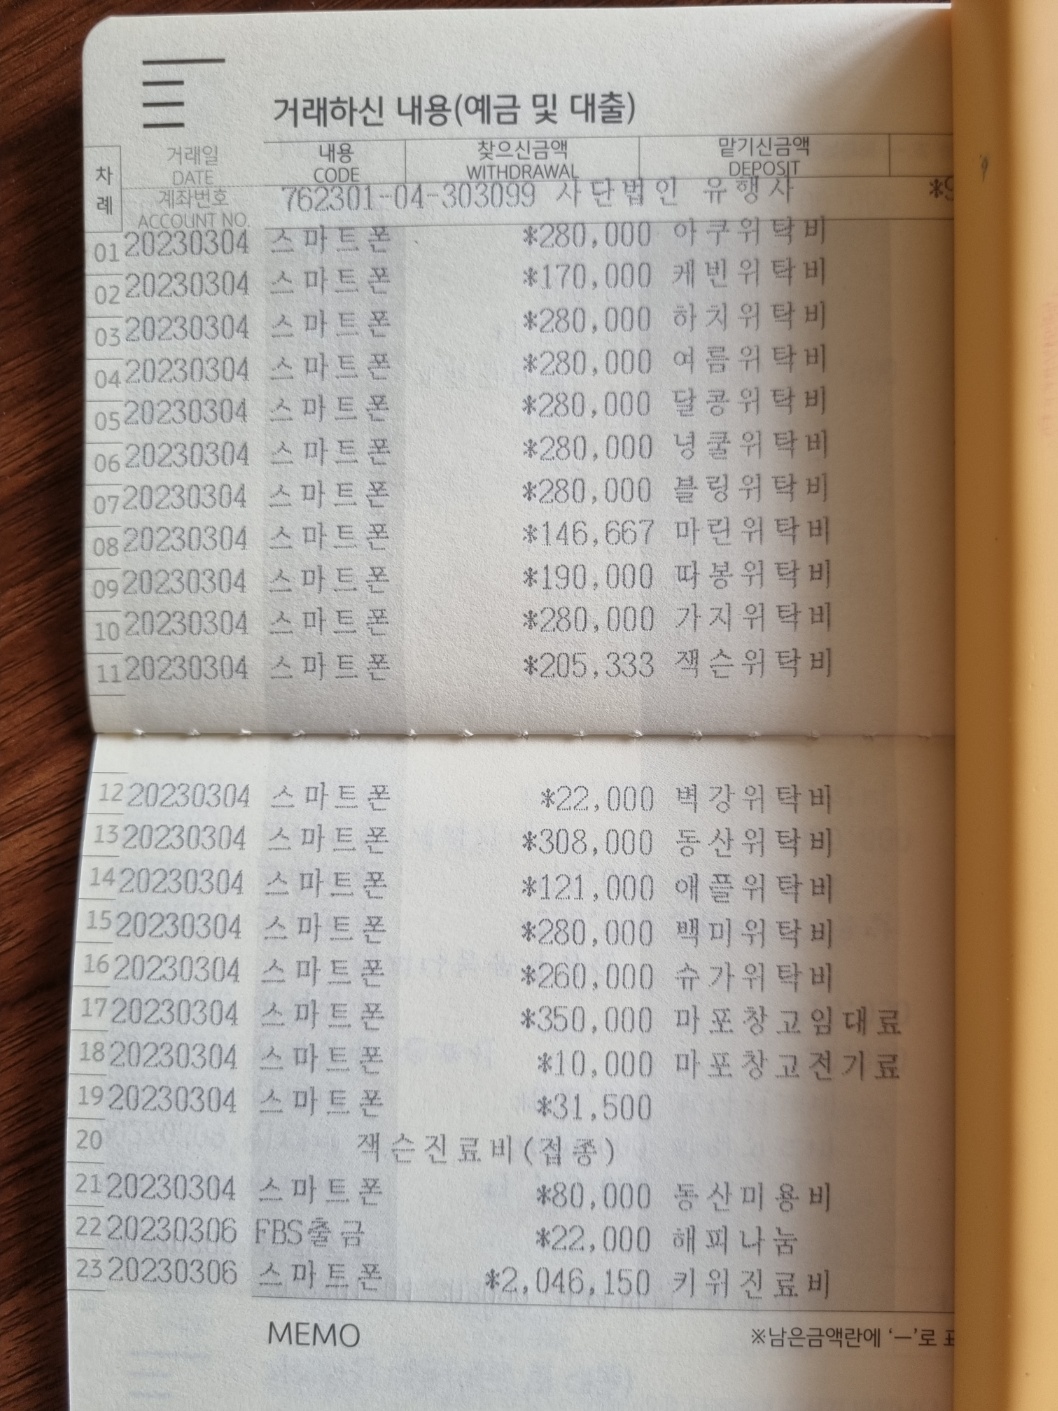 거래하신 내용(예금 및 대출)
차례 거래일 DATE 내용 CODE 찾으신금액 WITHDRAWAL 맡기신금액 DEPOSIT
계좌번호 ACCOUNT NO. 762301-04-303099 사단법인 유행사 *9
01 20230304 스마트폰 *280,000 아쿠위탁비
02 20230304 스마트폰 *170,000 케빈위탁비
03 20230304 스마트폰 *280,000 하치위탁비
04 20230304 스마트폰 *280,000 여름위탁비
05 20230304 스마트폰 *280,000 달콩위탁비
06 20230304 스마트폰 *280,000 넝쿨위탁비
07 20230304 스마트폰 *280,000 블링위탁비
08 20230304 스마트폰 *146,667 마린위탁비
09 20230304 스마트폰 *190,000 따봉위탁비
10 20230304 스마트폰 *280,000 가지위탁비
11 20230304 스마트폰 *205,333 잭슨위탁비
12 20230304 스마트폰 *22,000 벽강위탁비
13 20230304 스마트폰 *308,000 동산위탁비
14 20230304 스마트폰 *121,000 애플위탁비
15 20230304 스마트폰 *280,000 백미위탁비
16 20230304 스마트폰 *260,000 슈가위탁비
17 20230304 스마트폰 *350,000 마포창고임대료
18 20230304 스마트폰 *10,000 마포창고전기료
19 20230304 스마트폰 *31,500
20 잭슨진료비(접종)
21 20230304 스마트폰 *80,000 동산미용비
22 20230306 FBS출금 *22,000 해피나눔
23 20230306 스마트폰 *2,046,150 키위진료비
MEMO ※남은금액란에 ‘−’로 표